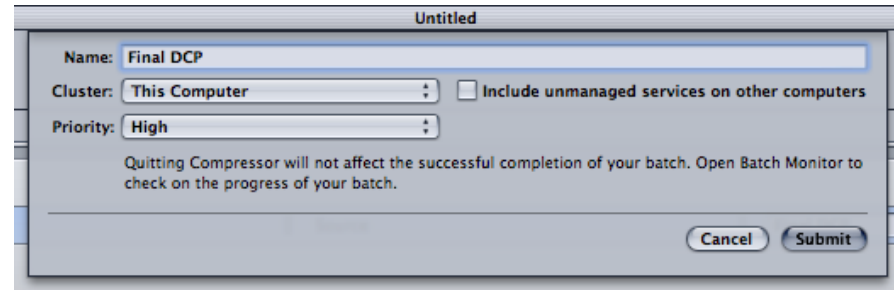 Untitled
Name: Final DCP
Cluster: This Computer Include unmanaged services on other computers
Priority: High
Quitting Compressor will not affect the successful completion of your batch. Open Batch Monitor to
check on the progress of your batch.
Cancel Submit